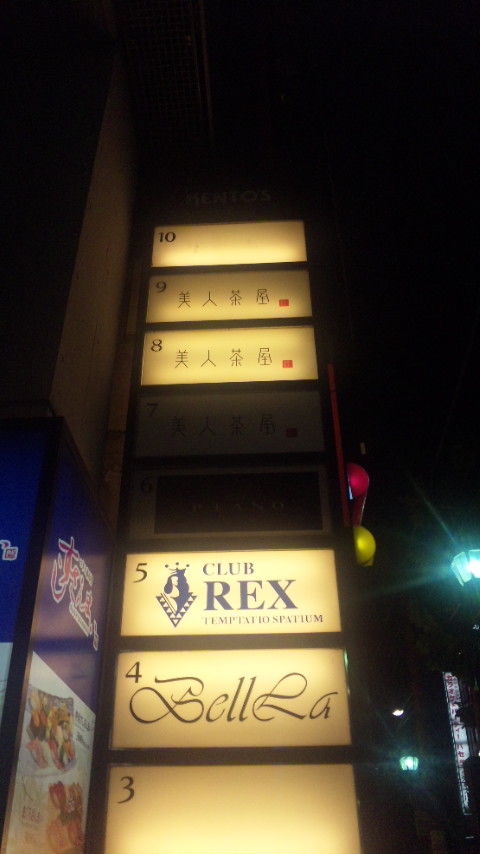 MENTOS
10
9 美人茶屋
8 美人茶屋
7 美人茶屋
6
5 CLUB
REX
TEMPTATIO SPATIUM
4 BellLa
3